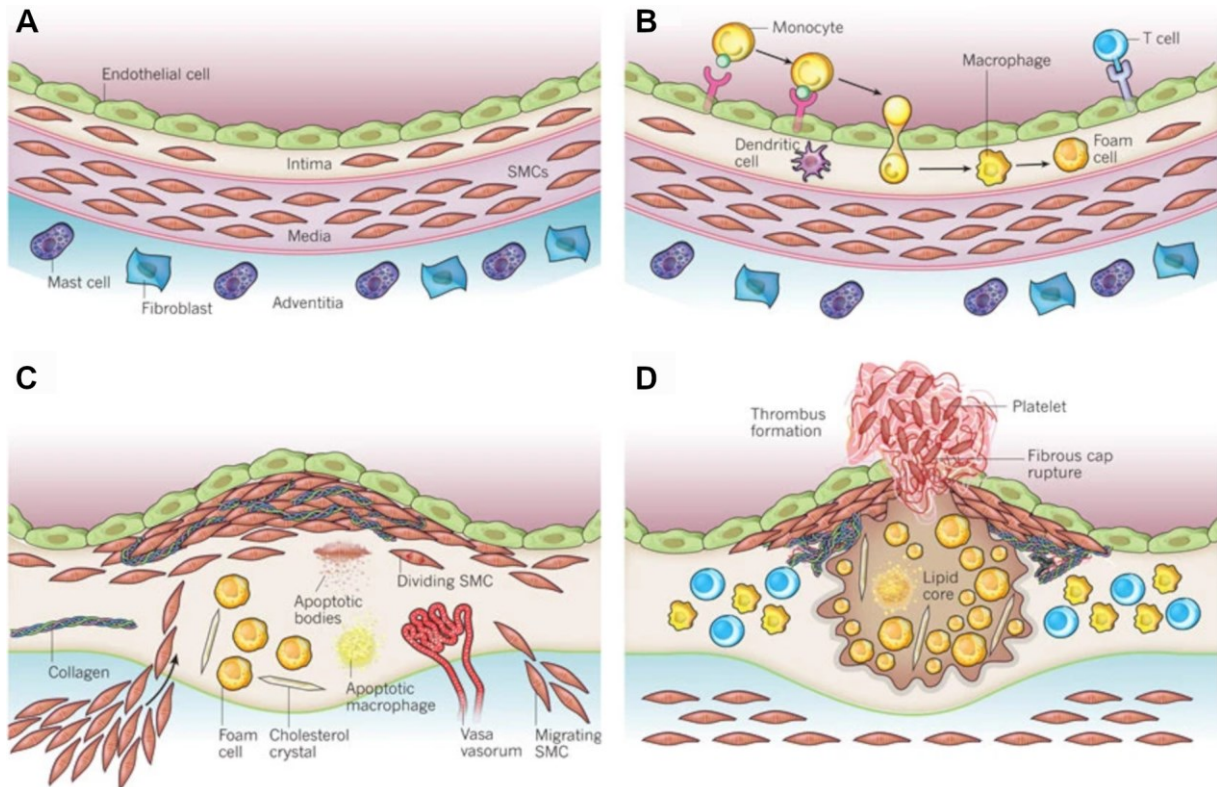 A
Endothelial cell
Intima
SMCs
Media
Mast cell
Fibroblast
Adventitia
B
Monocyte
T cell
Macrophage
Dendritic
cell
Foam
cell
C
Dividing SMC
Apoptotic
bodies
Collagen
Apoptotic
macrophage
Foam
cell
Cholesterol
crystal
Vasa
vasorum
Migrating
SMC
D
Thrombus
formation
Platelet
Fibrous cap
rupture
Lipid
core